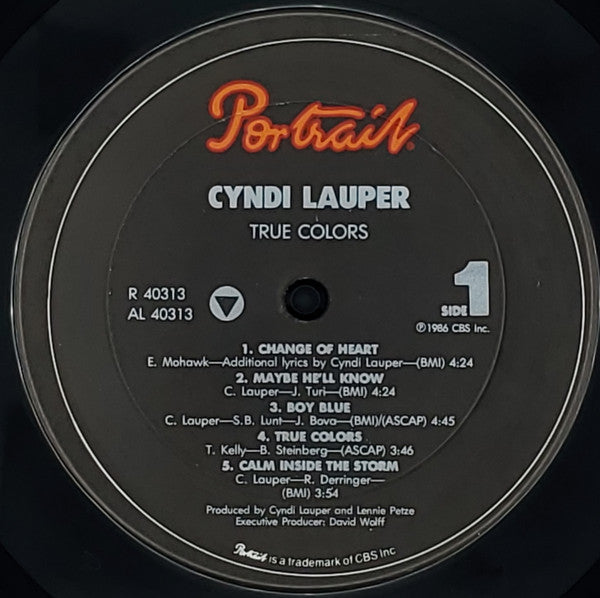 Portrait®
CYNDI LAUPER
TRUE COLORS
R 40313
AL 40313
SIDE 1
℗1986 CBS Inc.
1. CHANGE OF HEART
E. Mohawk—Additional lyrics by Cyndi Lauper—(BMI) 4:24
2. MAYBE HE'LL KNOW
C. Lauper—J. Turi—(BMI) 4:24
3. BOY BLUE
C. Lauper—S.B. Lunt—J. Bova—(BMI)/(ASCAP) 4:45
4. TRUE COLORS
T. Kelly—B. Steinberg—(ASCAP) 3:46
5. CALM INSIDE THE STORM
C. Lauper—R. Derringer—
(BMI) 3:54
Produced by Cyndi Lauper and Lennie Petze
Executive Producer: David Wolff
Portrait is a trademark of CBS Inc